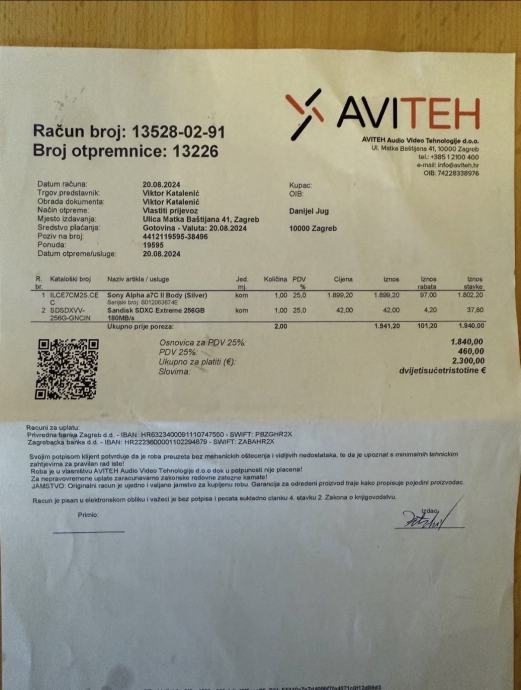 AVITEH
AVITEH Audio Video Tehnologije d.o.o.
Ul. Matka Baštijana 41, 10000 Zagreb
tel.: +385 1 2100 400
e-mail: info@aviteh.hr
OIB: 74228338976
Račun broj: 13528-02-91
Broj otpremnice: 13226
Datum računa: 20.08.2024
Trgov predstavnik: Viktor Katalenić
Obrada dokumenta: Viktor Katalenić
Način otpreme: Vlastiti prijevoz
Mjesto izdavanja: Ulica Matka Baštijana 41, Zagreb
Sredstvo plaćanja: Gotovina - Valuta: 20.08.2024
Poziv na broj: 4412119595-38496
Ponuda: 19595
Datum otpreme/usluge: 20.08.2024
Kupac:
OIB:
Danijel Jug
10000 Zagreb
R. br. Kataloški broj Naziv artikla / usluge Jed. mj. Količina PDV % Cijena Iznos Iznos rabata Iznos stavke
1 ILCE7CM2S.CE C Sony Alpha a7C II Body (Silver) kom 1,00 25,0 1.899,20 1.899,20 97,00 1.802,20
Serijski broj
2 SDSDXVV-256G-GNCIN Sandisk SDXC Extreme 256GB 180MB/s kom 1,00 25,0 42,00 42,00 4,20 37,80
Ukupno prije poreza: 2,00 1.941,20 101,20 1.840,00
Osnovica za PDV 25%: 1.840,00
PDV 25%: 460,00
Ukupno za platiti (€): 2.300,00
Slovima: dvijetisućetristotine €
Računi za uplatu:
Privredna banka Zagreb d.d. - IBAN: - SWIFT: PBZGHR2X
Zagrebačka banka d.d. - IBAN: - SWIFT: ZABAHR2X
Svojim potpisom klijent potvrđuje da je roba preuzeta bez mehaničkih oštećenja i vidljivih nedostataka, te da je upoznat s minimalnih tehničkim
zahtjevima za pravilan rad iste!
Roba je u vlasništvu AVITEH Audio Video Tehnologije d.o.o dok u potpunosti nije plaćena!
Za nepravovremene uplate zaračunavamo zakonske redovne zatezne kamate!
JAMSTVO: Originalni račun je ujedno i valjano jamstvo za kupljenu robu. Garancija za određeni proizvod traje kako propisuje ponudač proizvođač.
Račun je pisan u elektronskom obliku i važeći je bez potpisa i pečata sukladno članku 4, stavku 2. Zakona o knjigovodstvu.
Primio:
Izdao: